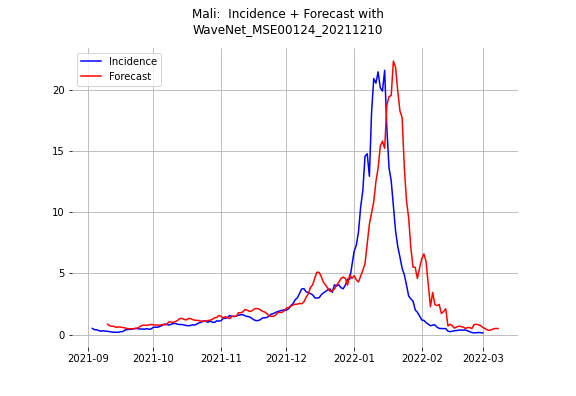 Mali:  Incidence + Forecast with
WaveNet_MSE00124_20211210
Incidence
Forecast
20
15
10
5
0
2021-09 2021-10 2021-11 2021-12 2022-01 2022-02 2022-03